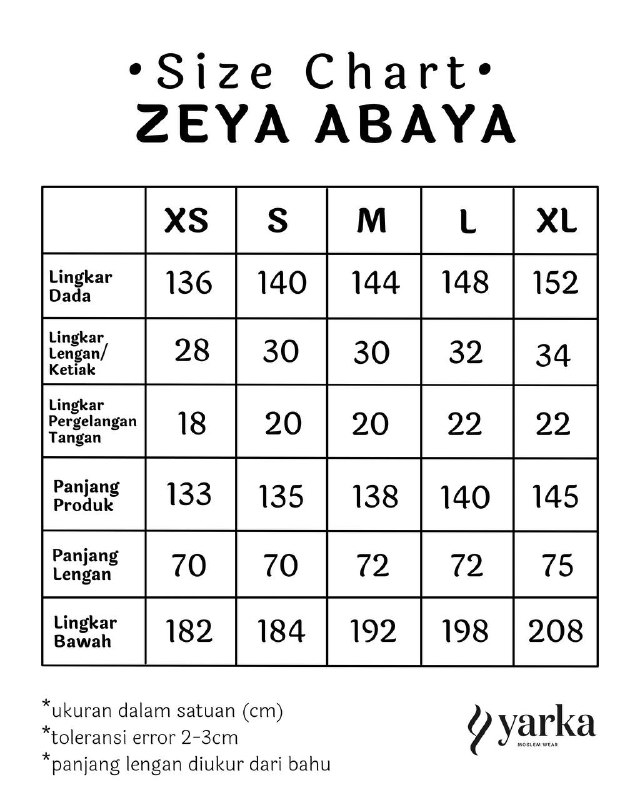 •Size Chart•
ZEYA ABAYA
XS S M L XL
Lingkar
Dada
136 140 144 148 152
Lingkar
Lengan/
Ketiak
28 30 30 32 34
Lingkar
Pergelangan
Tangan
18 20 20 22 22
Panjang
Produk
133 135 138 140 145
Panjang
Lengan
70 70 72 72 75
Lingkar
Bawah
182 184 192 198 208
*ukuran dalam satuan (cm)
*toleransi error 2-3cm
*panjang lengan diukur dari bahu
yarka
MOSLEM WEAR